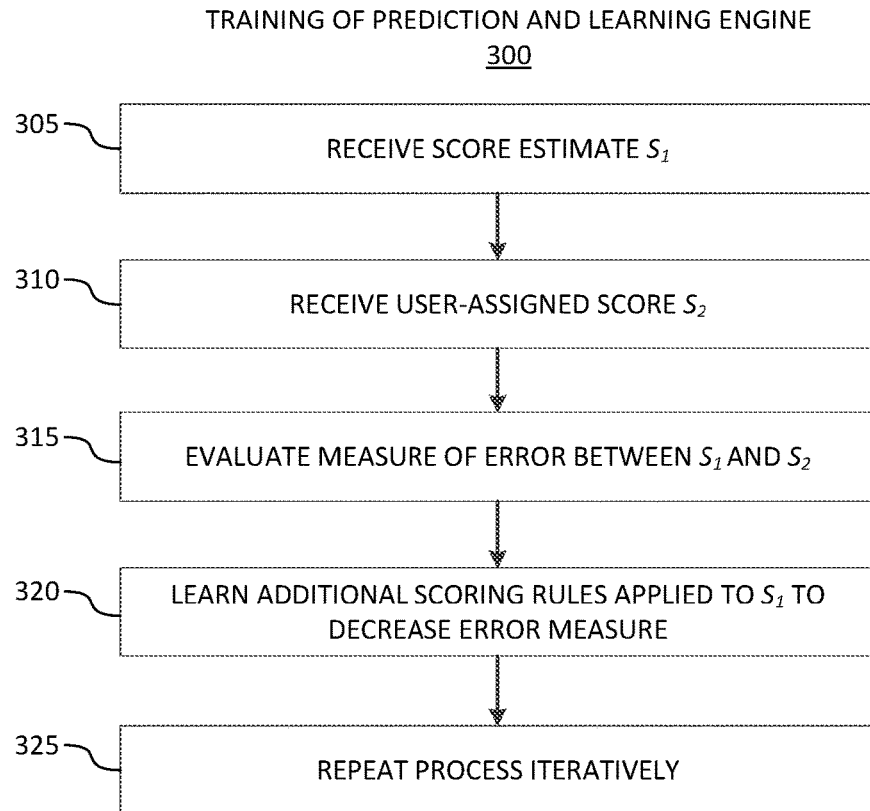 TRAINING OF PREDICTION AND LEARNING ENGINE
300
305
RECEIVE SCORE ESTIMATE S₁
310
RECEIVE USER-ASSIGNED SCORE S₂
315
EVALUATE MEASURE OF ERROR BETWEEN S₁ AND S₂
320
LEARN ADDITIONAL SCORING RULES APPLIED TO S₁ TO
DECREASE ERROR MEASURE
325
REPEAT PROCESS ITERATIVELY